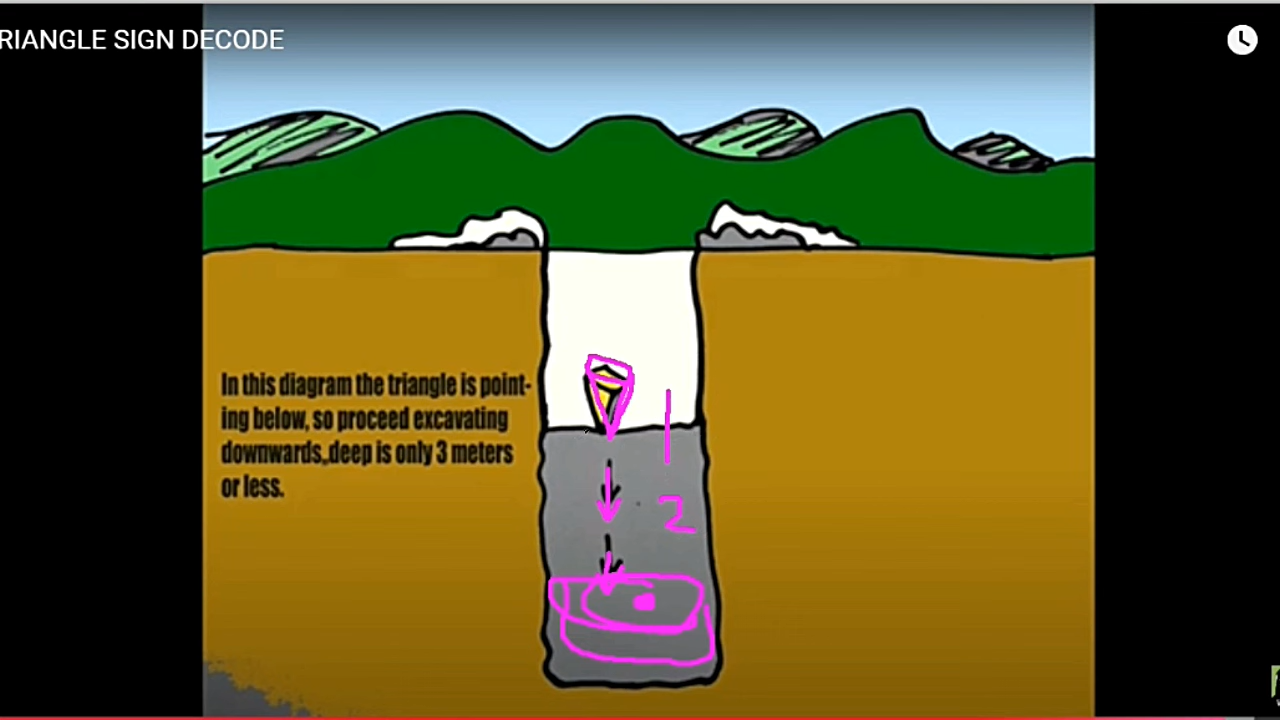 RIANGLE SIGN DECODE
In this diagram the triangle is point-
ing below, so proceed excavating
downwards,,deep is only 3 meters
or less.
1
2